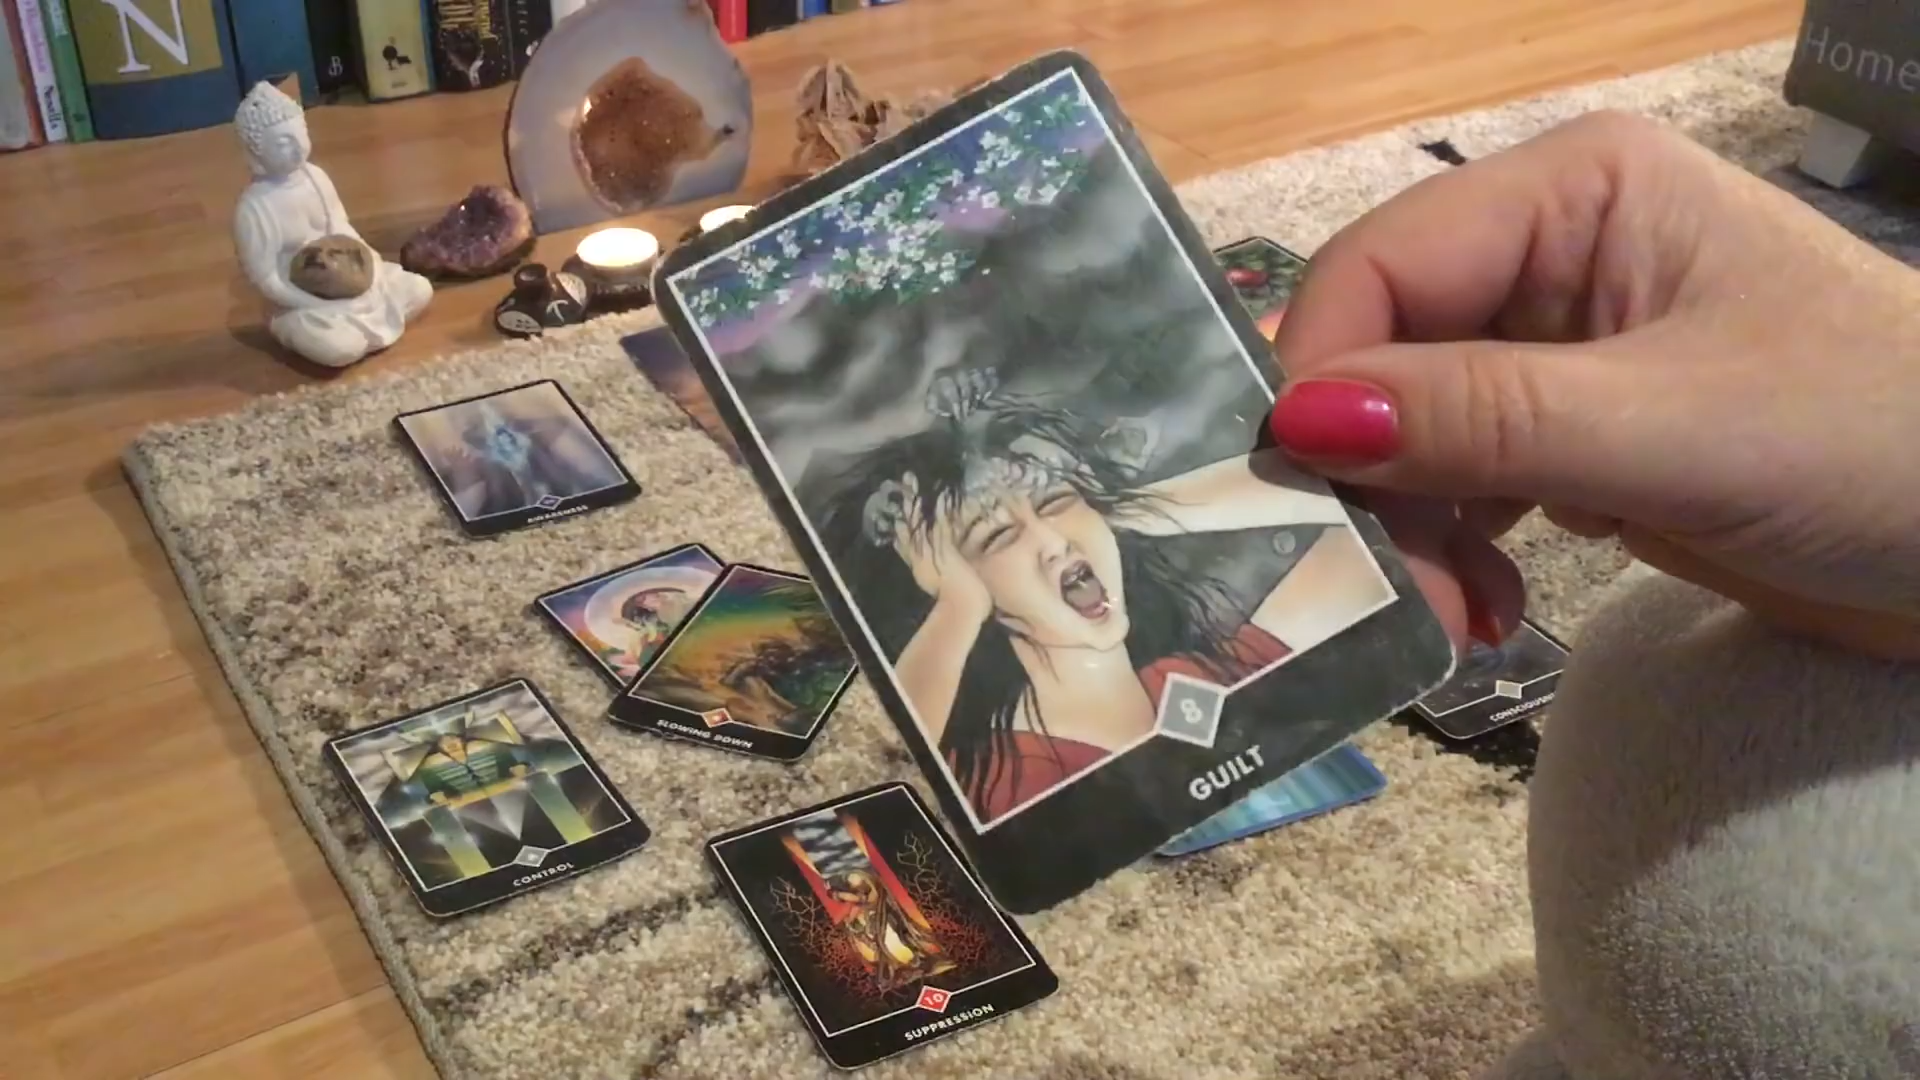 N
Home
AWARENESS
SLOWING DOWN
8
GUILT
CONTROL
10
SUPPRESSION